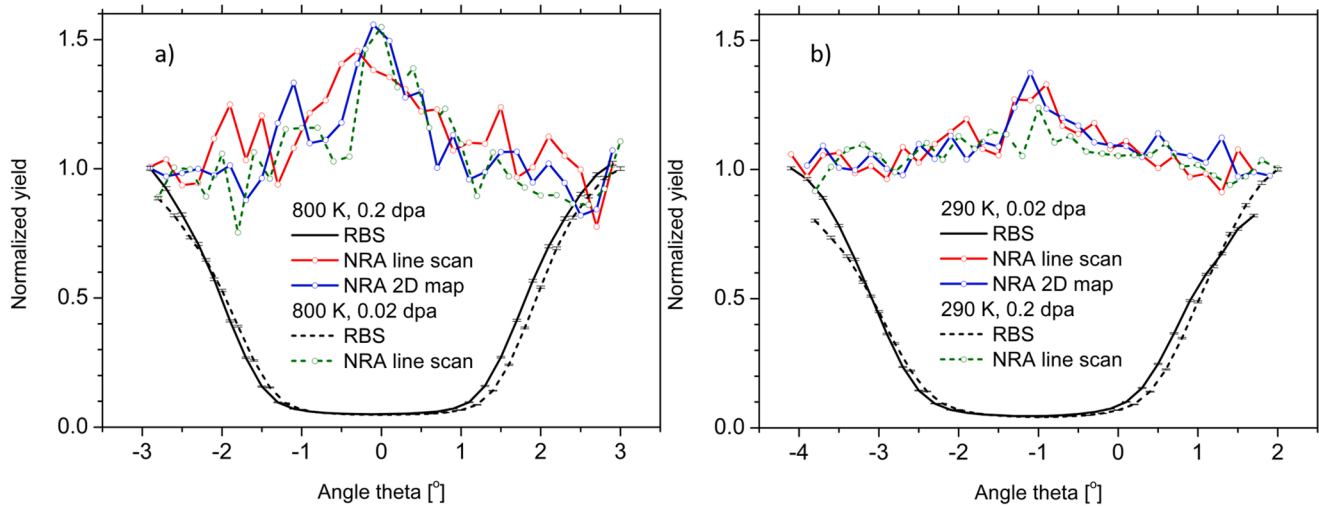 a)
1.5
1.0
0.5
0.0
Normalized yield
800 K, 0.2 dpa
RBS
NRA line scan
NRA 2D map
800 K, 0.02 dpa
RBS
NRA line scan
-3 -2 -1 0 1 2 3
Angle theta [°]
b)
1.5
1.0
0.5
0.0
Normalized yield
290 K, 0.02 dpa
RBS
NRA line scan
NRA 2D map
290 K, 0.2 dpa
RBS
NRA line scan
-4 -3 -2 -1 0 1 2
Angle theta [°]